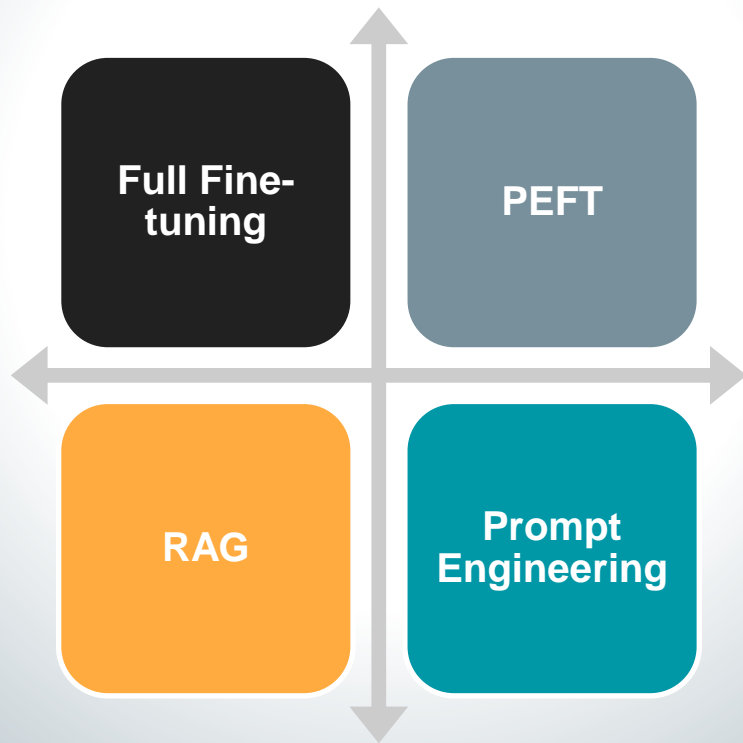 Full Fine-
tuning
PEFT
RAG
Prompt
Engineering